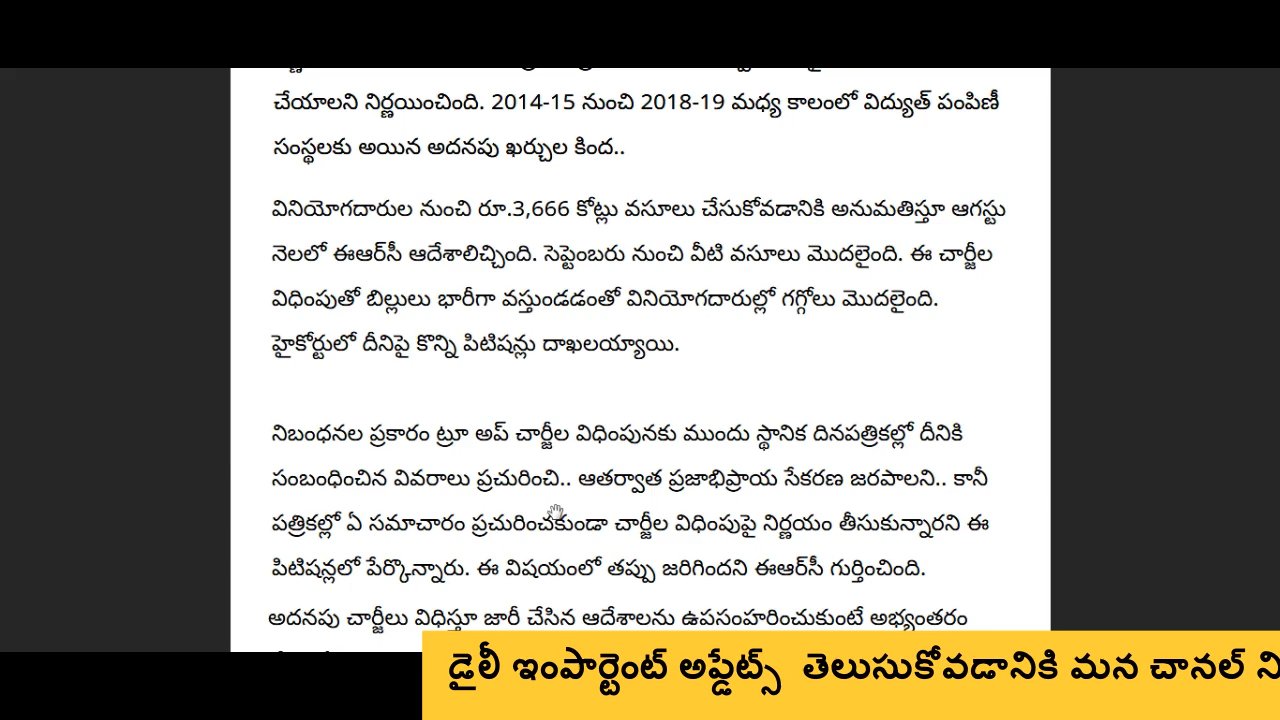 చేయాలని నిర్ణయించింది. 2014-15 నుంచి 2018-19 మధ్య కాలంలో విద్యుత్ పంపిణీ
సంస్థలకు అయిన అదనపు ఖర్చుల కింద..
వినియోగదారుల నుంచి రూ.3,666 కోట్లు వసూలు చేసుకోవడానికి అనుమతిస్తూ ఆగస్టు
నెలలో ఈఆర్‌సీ ఆదేశాలిచ్చింది. సెప్టెంబరు నుంచి వీటి వసూలు మొదలైంది. ఈ చార్జీల
విధింపుతో బిల్లులు భారీగా వస్తుండడంతో వినియోగదారుల్లో గగ్గోలు మొదలైంది.
హైకోర్టులో దీనిపై కొన్ని పిటిషన్లు దాఖలయ్యాయి.
నిబంధనల ప్రకారం ట్రూ అప్ చార్జీల విధింపునకు ముందు స్థానిక దినపత్రికల్లో దీనికి
సంబంధించిన వివరాలు ప్రచురించి.. ఆతర్వాత ప్రజాభిప్రాయ సేకరణ జరపాలని.. కానీ
పత్రికల్లో ఏ సమాచారం ప్రచురించకుండా చార్జీల విధింపుపై నిర్ణయం తీసుకున్నారని ఈ
పిటిషన్లలో పేర్కొన్నారు. ఈ విషయంలో తప్పు జరిగిందని ఈఆర్‌సీ గుర్తించింది.
అదనపు చార్జీలు విధిస్తూ జారీ చేసిన ఆదేశాలను ఉపసంహరించుకుంటే అభ్యంతరం
డైలీ ఇంపార్టెంట్ అప్డేట్స్ తెలుసుకోవడానికి మన చానల్ ని